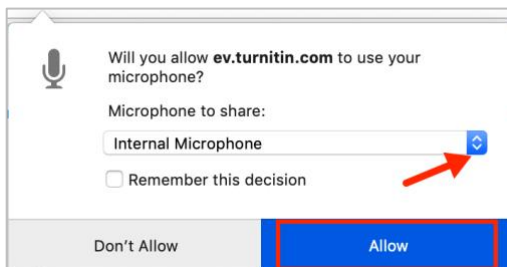 Will you allow ev.turnitin.com to use your
microphone?
Microphone to share:
Internal Microphone
Remember this decision
Don't Allow
Allow